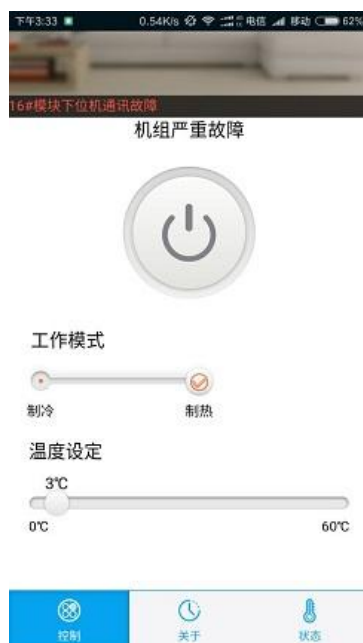 下午3:33 0.54K/s 电信 移动 62%
16#模块下位机通讯故障
机组严重故障
工作模式
制冷 制热
温度设定
3℃
0℃ 60℃
控制 关于 状态